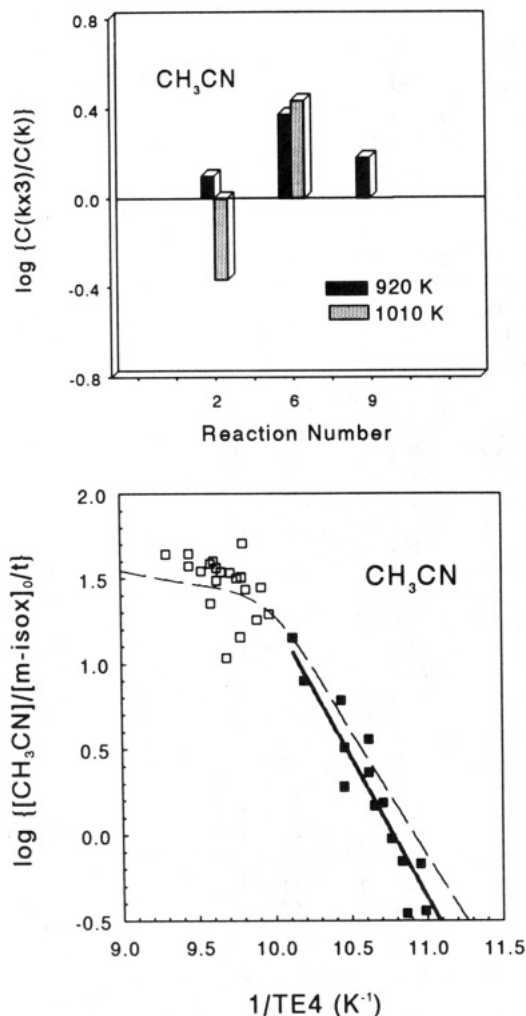 0.8
CH₃CN
0.4
0.0
-0.4
-0.8
log {C(kx3)/C(k)}
920 K
1010 K
2 6 9
Reaction Number
2.0
CH₃CN
1.5
1.0
0.5
0.0
-0.5
log {[CH₃CN]/[m-isox]₀/t}
9.0 9.5 10.0 10.5 11.0 11.5
1/TE4 (K⁻¹)